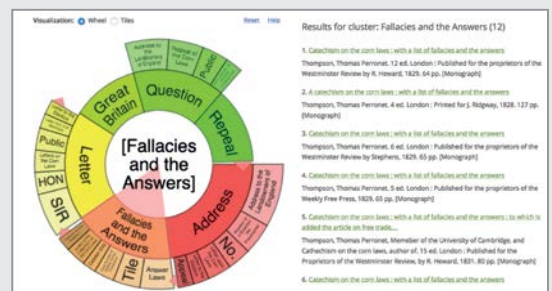 Visualization: Wheel Tiles Reset Help
[Fallacies
and the
Answers]
Great
Britain
Question
Public
Repeal
Address to the
Landowners of
England
Address
No.
Appeal
Fallacies
and the
Answers
Answer
Laws
Tile
Letter
Public
HON
SIR
Results for cluster: Fallacies and the Answers (12)
1. Catechism on the corn laws : with a list of fallacies and the answers
Thompson, Thomas Perronet. 12 ed. London : Published for the proprietors of the
Westminster Review by R. Heward, 1829. 64 pp. [Monograph]
2. A catechism on the corn laws : with a list of fallacies and the answers
Thompson, Thomas Perronet. 4 ed. London : Printed for J. Ridgway, 1828. 127 pp.
[Monograph]
3. Catechism on the corn laws : with a list of fallacies and the answers
Thompson, Thomas Perronet. 6 ed. London : Published for the proprietors of the
Westminster Review by Stephens, 1829. 65 pp. [Monograph]
4. Catechism on the corn laws : with a list of fallacies and the answers
Thompson, Thomas Perronet. 5 ed. London : Published for the proprietors of the
Weekly Free Press, 1829. 65 pp. [Monograph]
5. Catechism on the corn laws : with a list of fallacies and the answers : to which is
added the article on free trade,...
Thompson, Thomas Perronet, Memeber of the University of Cambridge, and
Cathechism on the corn laws, author of. 15 ed. London : Published for the
Proprietors of the Westminster Review, by R. Heward, 1831. 80 pp. [Monograph]
6. Catechism on the corn laws : with a list of fallacies and the answers